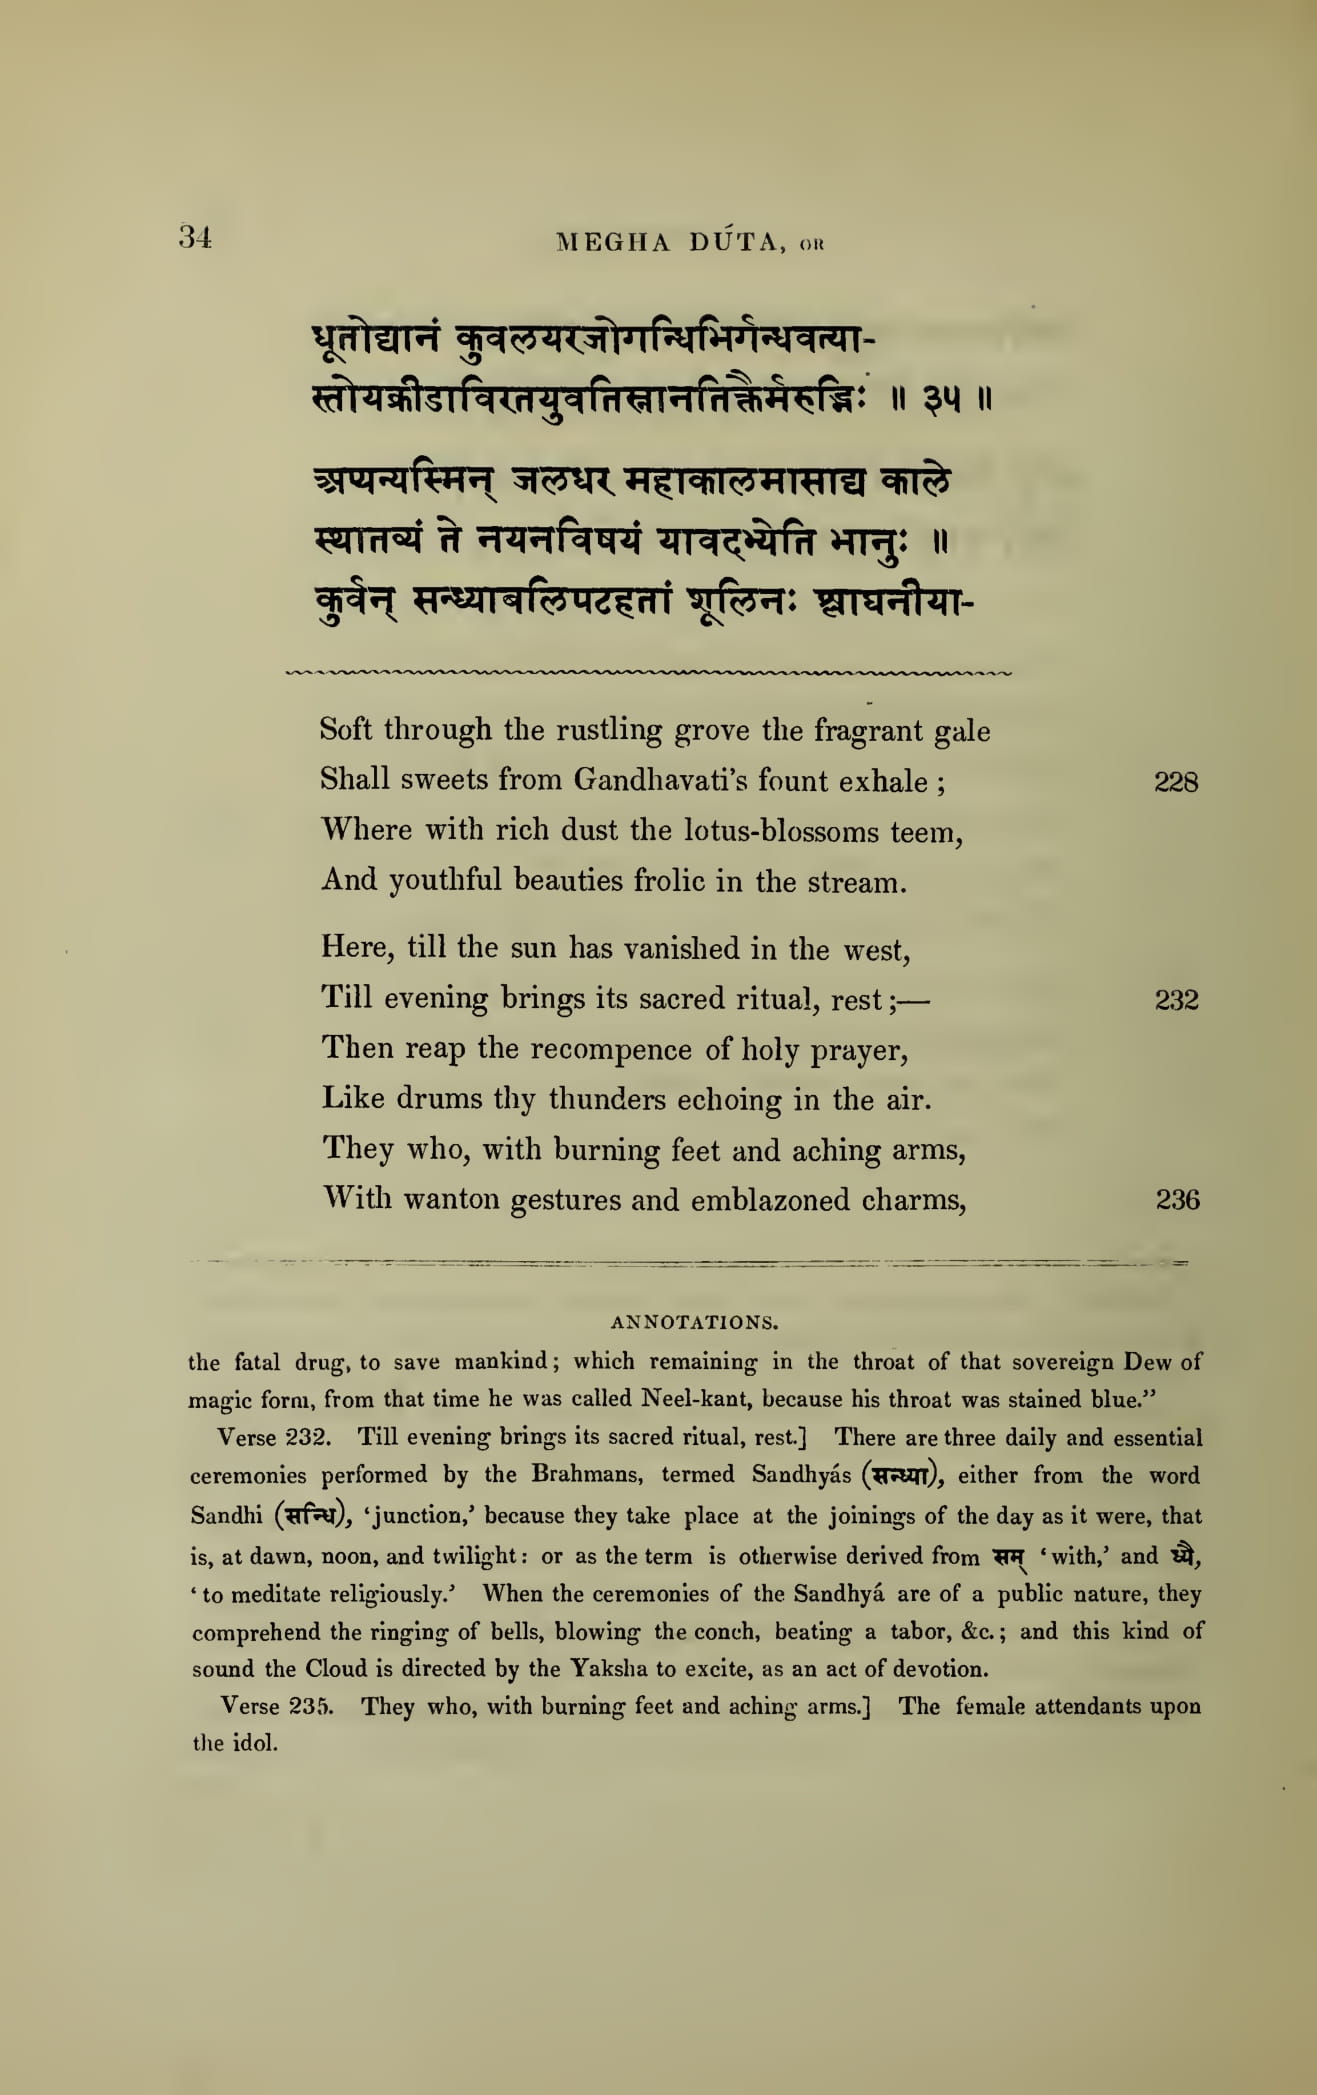 34
MEGHA DÚTA, OR
धूतोद्यानं कुवलयरजोगन्धिभिर्गन्धवत्या-
स्तोयक्रीडाविरतयुवतिस्नानतिक्तैर्मरुद्भिः ॥ ३५ ॥
अप्यन्यस्मिन् जलधर महाकालमासाद्य काले
स्थातव्यं ते नयनविषयं यावदभ्येति भानुः ॥
कुर्वन् सन्ध्याबलिपटहतां शूलिनः श्लाघनीया-
Soft through the rustling grove the fragrant gale
Shall sweets from Gandhavati’s fount exhale ; 228
Where with rich dust the lotus-blossoms teem,
And youthful beauties frolic in the stream.
Here, till the sun has vanished in the west,
Till evening brings its sacred ritual, rest ;— 232
Then reap the recompence of holy prayer,
Like drums thy thunders echoing in the air.
They who, with burning feet and aching arms,
With wanton gestures and emblazoned charms, 236
ANNOTATIONS.
the fatal drug, to save mankind ; which remaining in the throat of that sovereign Dew of
magic form, from that time he was called Neel-kant, because his throat was stained blue.”
Verse 232. Till evening brings its sacred ritual, rest.] There are three daily and essential
ceremonies performed by the Brahmans, termed Sandhyás (सन्ध्या), either from the word
Sandhi (सन्धि), ‘junction,’ because they take place at the joinings of the day as it were, that
is, at dawn, noon, and twilight : or as the term is otherwise derived from सम् ‘with,’ and ध्यै,
‘to meditate religiously.’ When the ceremonies of the Sandhyá are of a public nature, they
comprehend the ringing of bells, blowing the conch, beating a tabor, &c. ; and this kind of
sound the Cloud is directed by the Yaksha to excite, as an act of devotion.
Verse 235. They who, with burning feet and aching arms.] The female attendants upon
the idol.